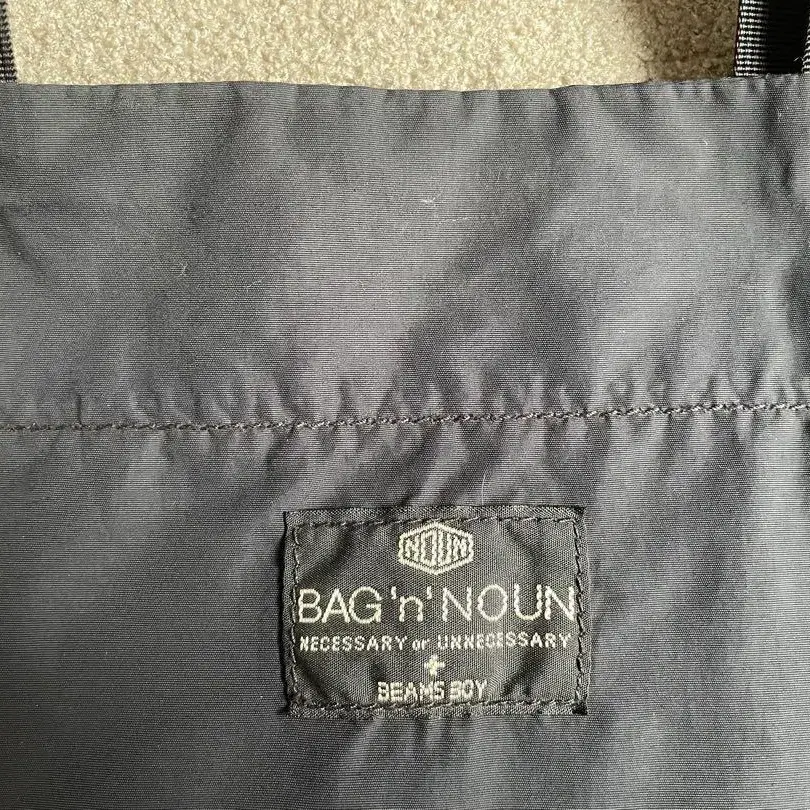 NOUN
BAG 'n' NOUN
NECESSARY or UNNECESSARY
+
BEAMS BOY